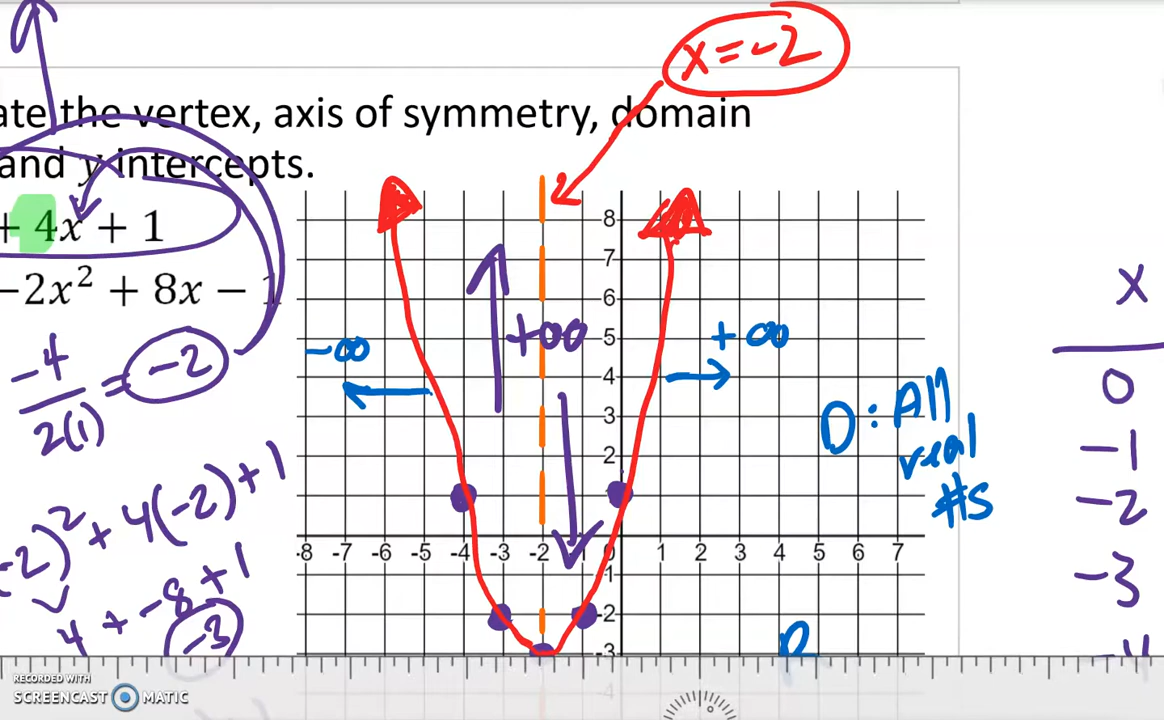 x = -2
ate the vertex, axis of symmetry, domain
and y intercepts.
+ 4x + 1
-2x² + 8x -
-4
2(1)
= -2
-2)² + 4(-2) + 1
4 + -8 + 1
-3
-∞
+∞
+∞
D: All
real
#s
R
x
0
-1
-2
-3
-4
8
7
6
5
4
3
2
-8 -7 -6 -5 -4 -3 -2 0 1 2 3 4 5 6 7
-1
-2
-3
RECORDED WITH
SCREENCAST MATIC